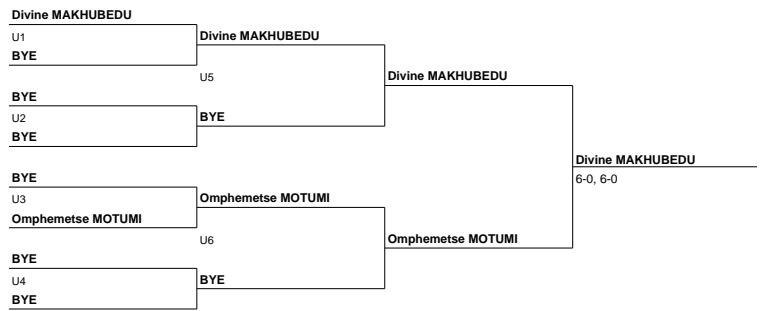 Divine MAKHUBEDU
U1
Divine MAKHUBEDU
BYE
U5
Divine MAKHUBEDU
BYE
U2
BYE
BYE
Divine MAKHUBEDU
BYE
6-0, 6-0
U3
Omphemetse MOTUMI
Omphemetse MOTUMI
U6
Omphemetse MOTUMI
BYE
U4
BYE
BYE